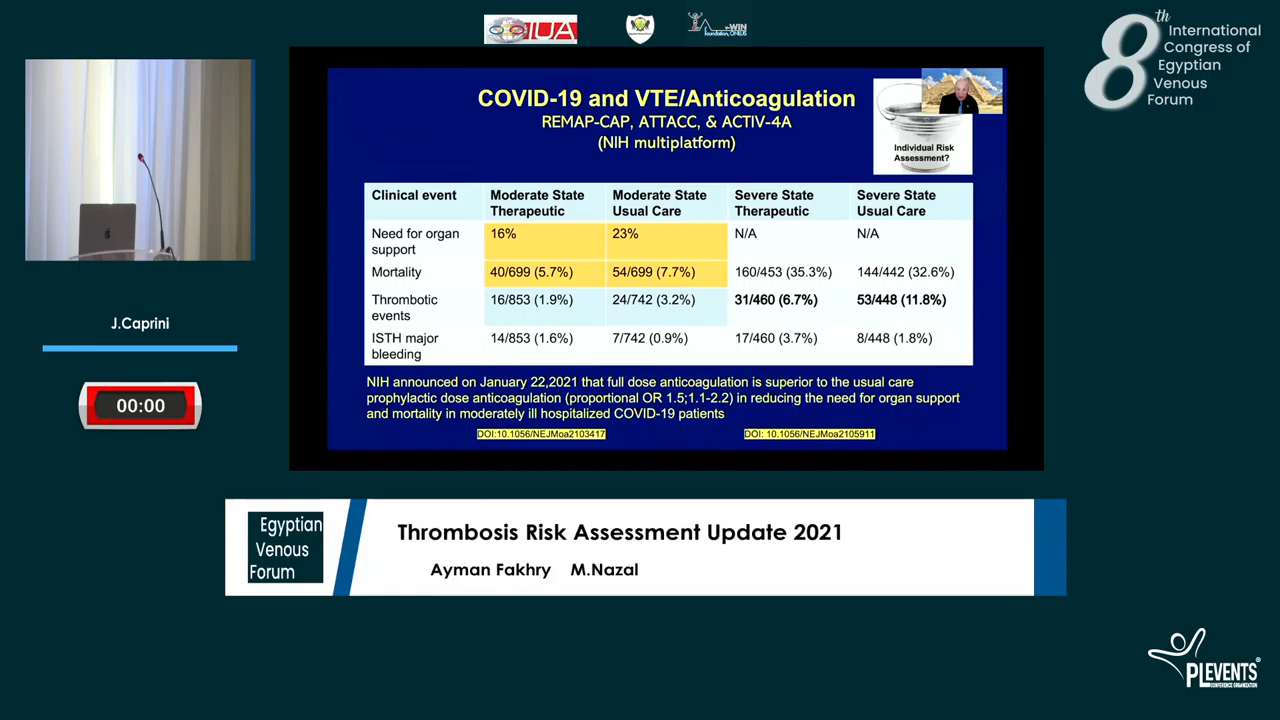 IUA
WIN
foundation, ONLUS
8th
International
Congress of
Egyptian
Venous
Forum
COVID-19 and VTE/Anticoagulation
REMAP-CAP, ATTACC, & ACTIV-4A
(NIH multiplatform)
Individual Risk
Assessment?
Clinical event
Moderate State
Therapeutic
Moderate State
Usual Care
Severe State
Therapeutic
Severe State
Usual Care
Need for organ
support
16%
23%
N/A
N/A
Mortality
40/699 (5.7%)
54/699 (7.7%)
160/453 (35.3%)
144/442 (32.6%)
Thrombotic
events
16/853 (1.9%)
24/742 (3.2%)
31/460 (6.7%)
53/448 (11.8%)
ISTH major
bleeding
14/853 (1.6%)
7/742 (0.9%)
17/460 (3.7%)
8/448 (1.8%)
NIH announced on January 22,2021 that full dose anticoagulation is superior to the usual care
prophylactic dose anticoagulation (proportional OR 1.5;1.1-2.2) in reducing the need for organ support
and mortality in moderately ill hospitalized COVID-19 patients
DOI:10.1056/NEJMoa2103417
DOI: 10.1056/NEJMoa2105911
J.Caprini
00:00
Egyptian
Venous
Forum
Thrombosis Risk Assessment Update 2021
Ayman Fakhry M.Nazal
PLEVENTS
CONFERENCE ORGANIZATION